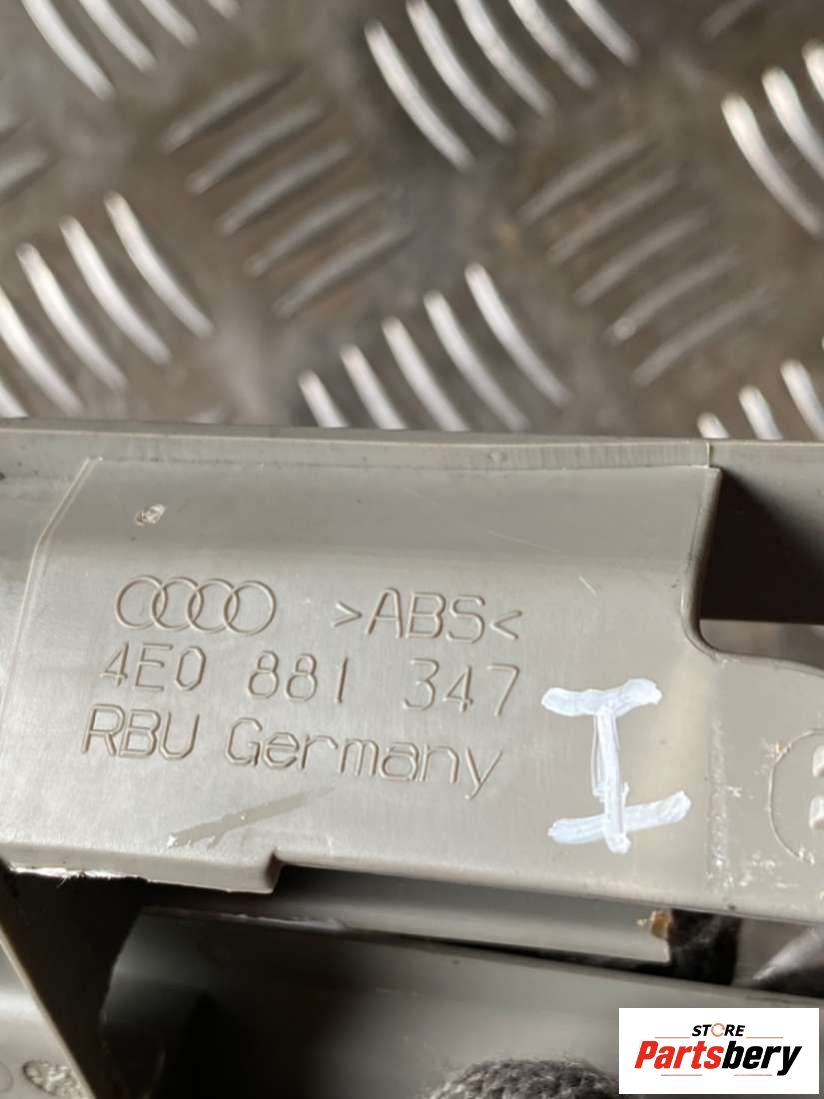 >ABS<
4E0 881 347
RBU Germany
I
STORE
Partsbery